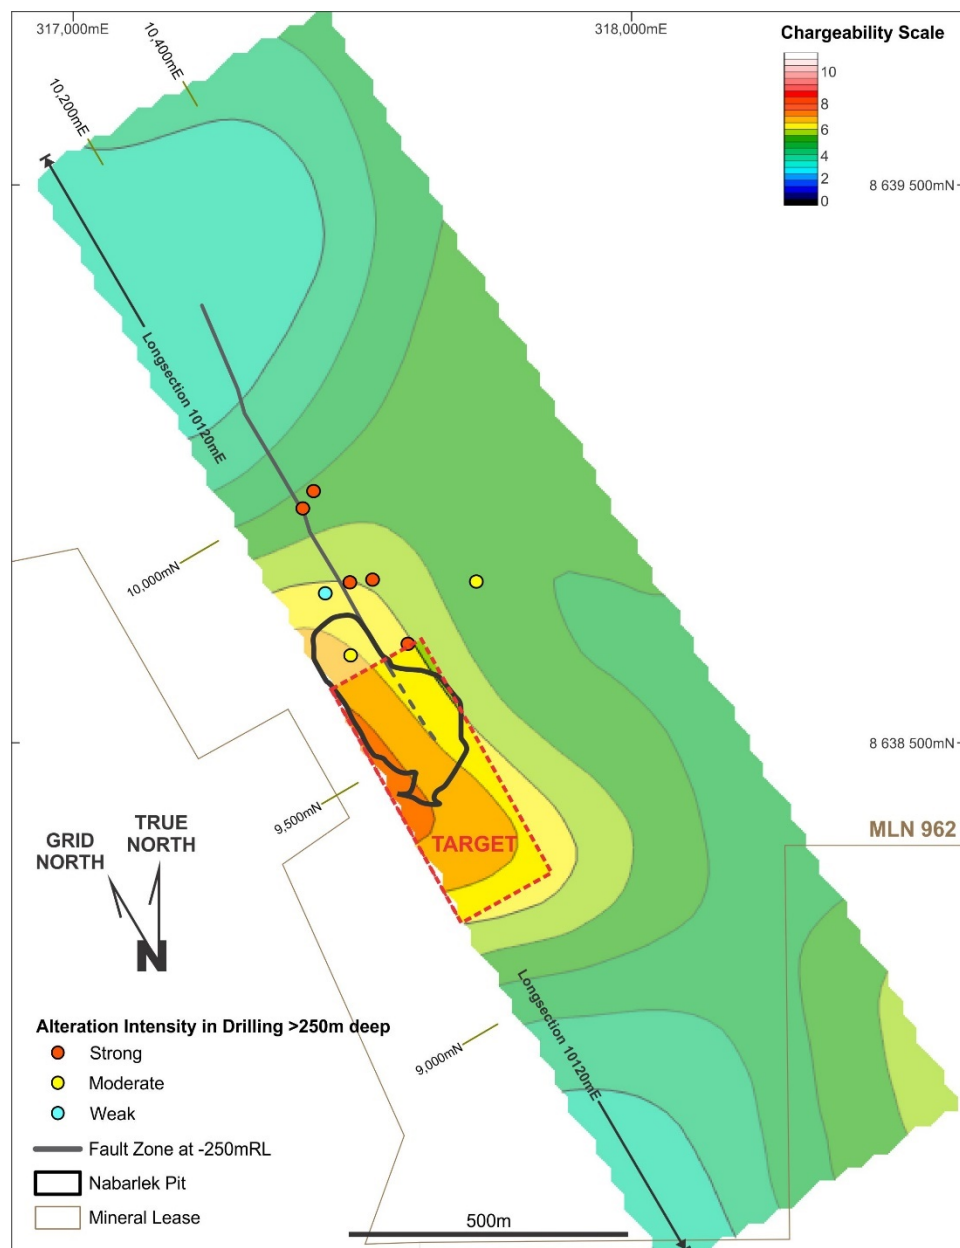 317,000mE
318,000mE
Chargeability Scale
10
8
6
4
2
0
10,400mE
10,200mE
8 639 500mN
Longsection 10120mE
10,000mN
8 638 500mN
9,500mN
TARGET
MLN 962
GRID
NORTH
TRUE
NORTH
N
Longsection 10120mE
9,000mN
Alteration Intensity in Drilling >250m deep
Strong
Moderate
Weak
Fault Zone at -250mRL
Nabarlek Pit
Mineral Lease
500m